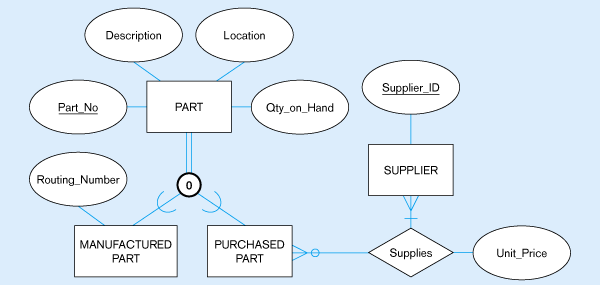 Description
Location
Supplier_ID
Part_No
PART
Qty_on_Hand
SUPPLIER
Routing_Number
0
MANUFACTURED
PART
PURCHASED
PART
Supplies
Unit_Price